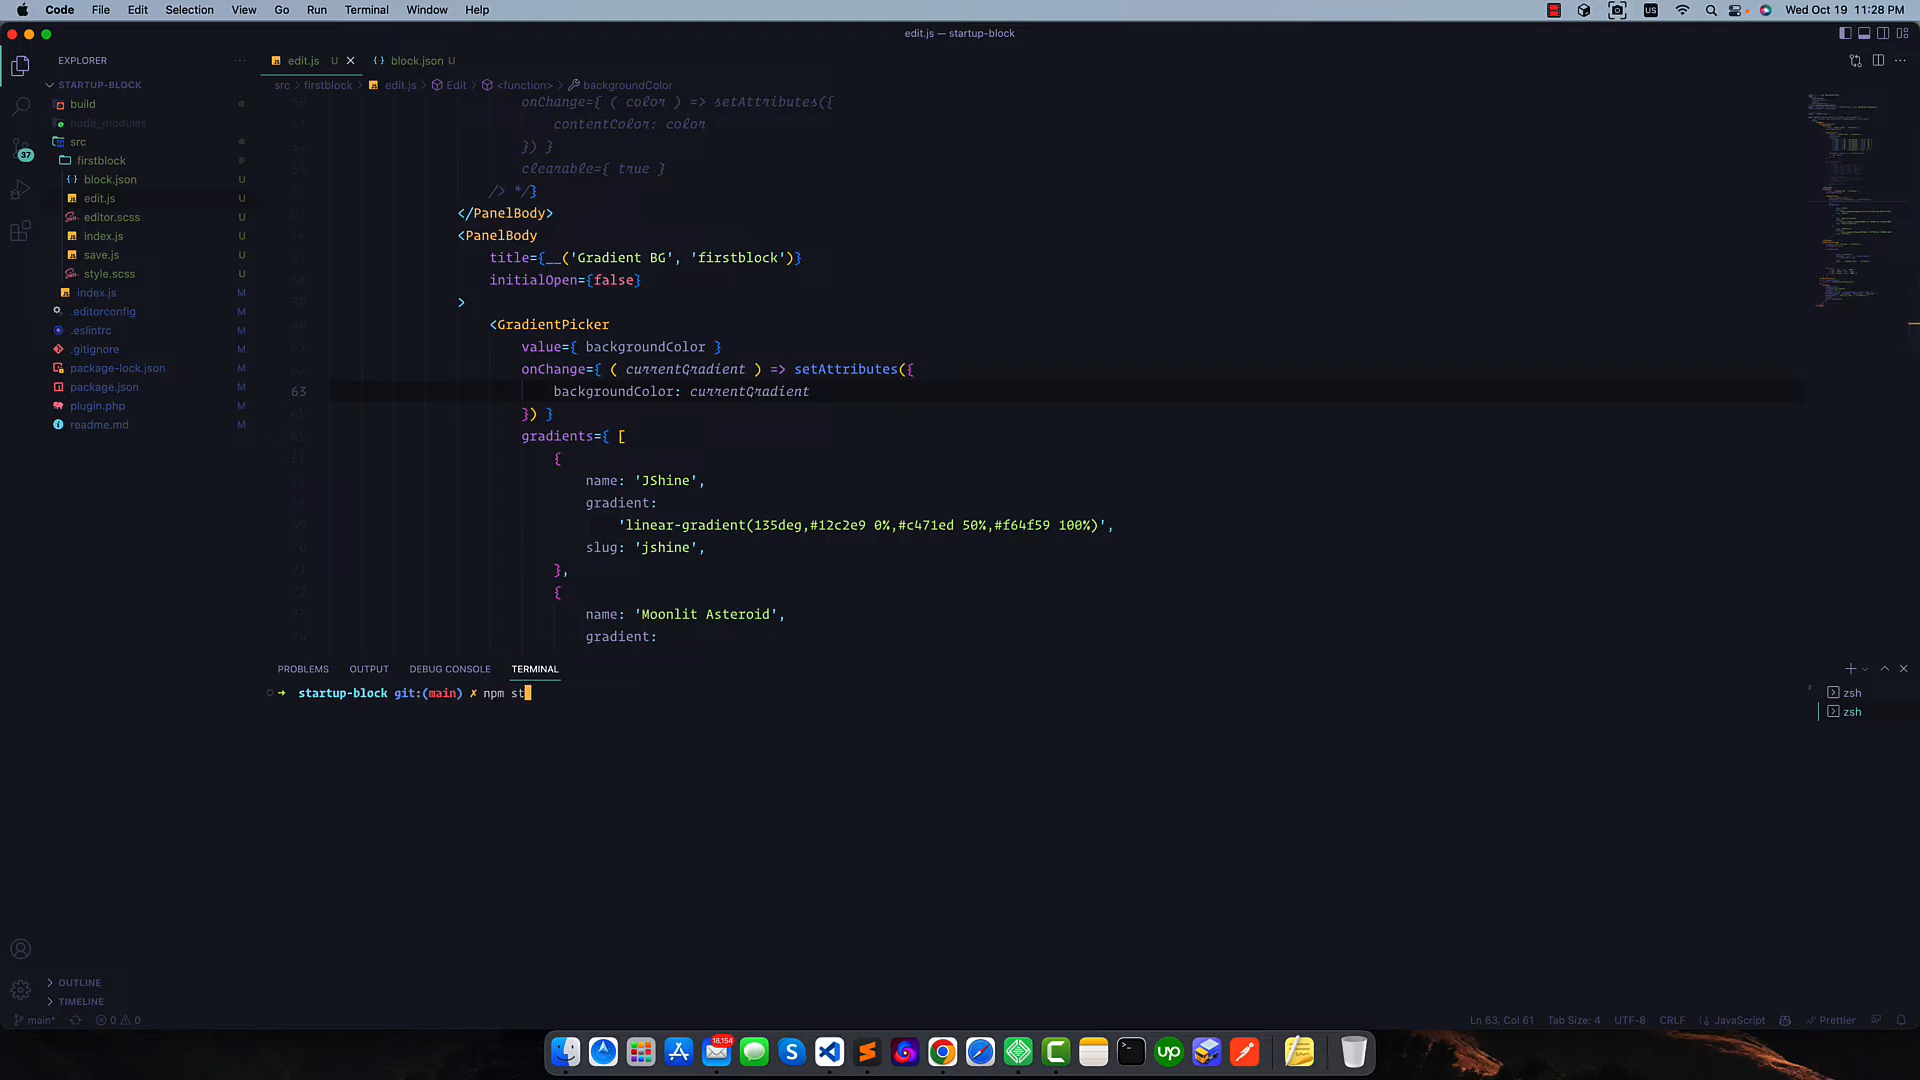 Code File Edit Selection View Go Run Terminal Window Help
US Wed Oct 19 11:28 PM
edit.js — startup-block
EXPLORER
edit.js U
block.json U
STARTUP-BLOCK
src > firstblock > edit.js > Edit > <function> > backgroundColor
build
node_modules
src
firstblock
block.json U
edit.js U
editor.scss U
index.js U
save.js U
style.scss U
index.js M
.editorconfig M
.eslintrc M
.gitignore M
package-lock.json M
package.json M
plugin.php M
readme.md M
37
onChange={ ( color ) => setAttributes({
contentColor: color
}) }
clearable={ true }
/> */}
</PanelBody>
<PanelBody
title={__('Gradient BG', 'firstblock')}
initialOpen={false}
>
<GradientPicker
value={ backgroundColor }
onChange={ ( currentGradient ) => setAttributes({
63 backgroundColor: currentGradient
}) }
gradients={ [
{
name: 'JShine',
gradient:
'linear-gradient(135deg,#12c2e9 0%,#c471ed 50%,#f64f59 100%)',
slug: 'jshine',
},
{
name: 'Moonlit Asteroid',
gradient:
PROBLEMS OUTPUT DEBUG CONSOLE TERMINAL
➜ startup-block git:(main) ✗ npm st
zsh
zsh
OUTLINE
TIMELINE
main* 0 0
Ln 63, Col 61 Tab Size: 4 UTF-8 CRLF JavaScript Prettier
18,154
up